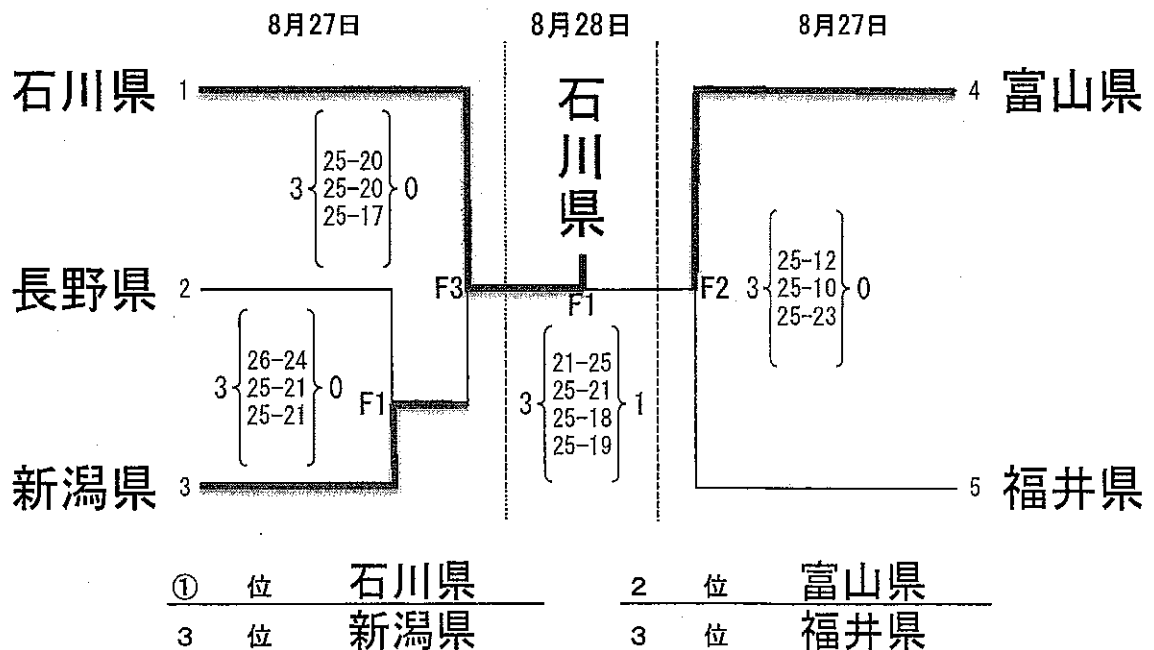 8月27日 8月28日 8月27日
石川県 1 石川県 4 富山県
3 25-20 25-20 25-17 0
長野県 2 F3 F1 F2 3 25-12 25-10 25-23 0
3 26-24 25-21 25-21 0 F1
3 21-25 25-21 25-18 25-19 1
新潟県 3 5 福井県
① 位 石川県 2 位 富山県
3 位 新潟県 3 位 福井県